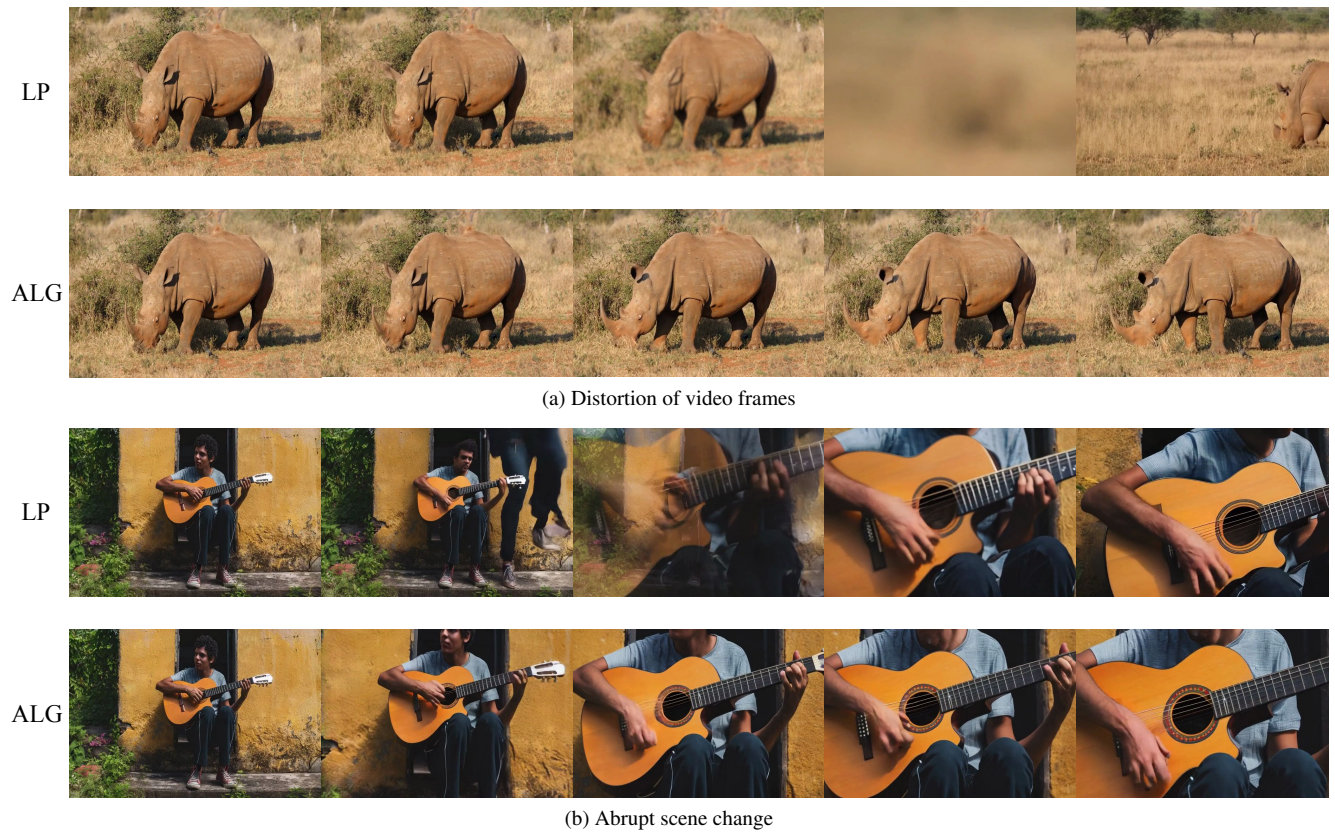 LP
ALG
(a) Distortion of video frames
LP
ALG
(b) Abrupt scene change